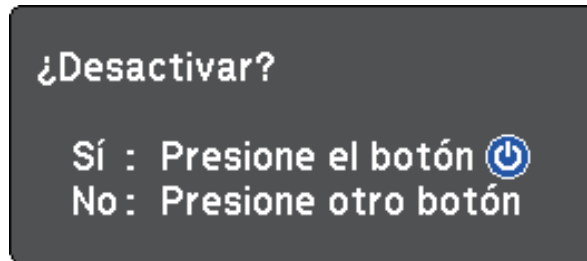 ¿Desactivar?
Sí : Presione el botón
No : Presione otro botón